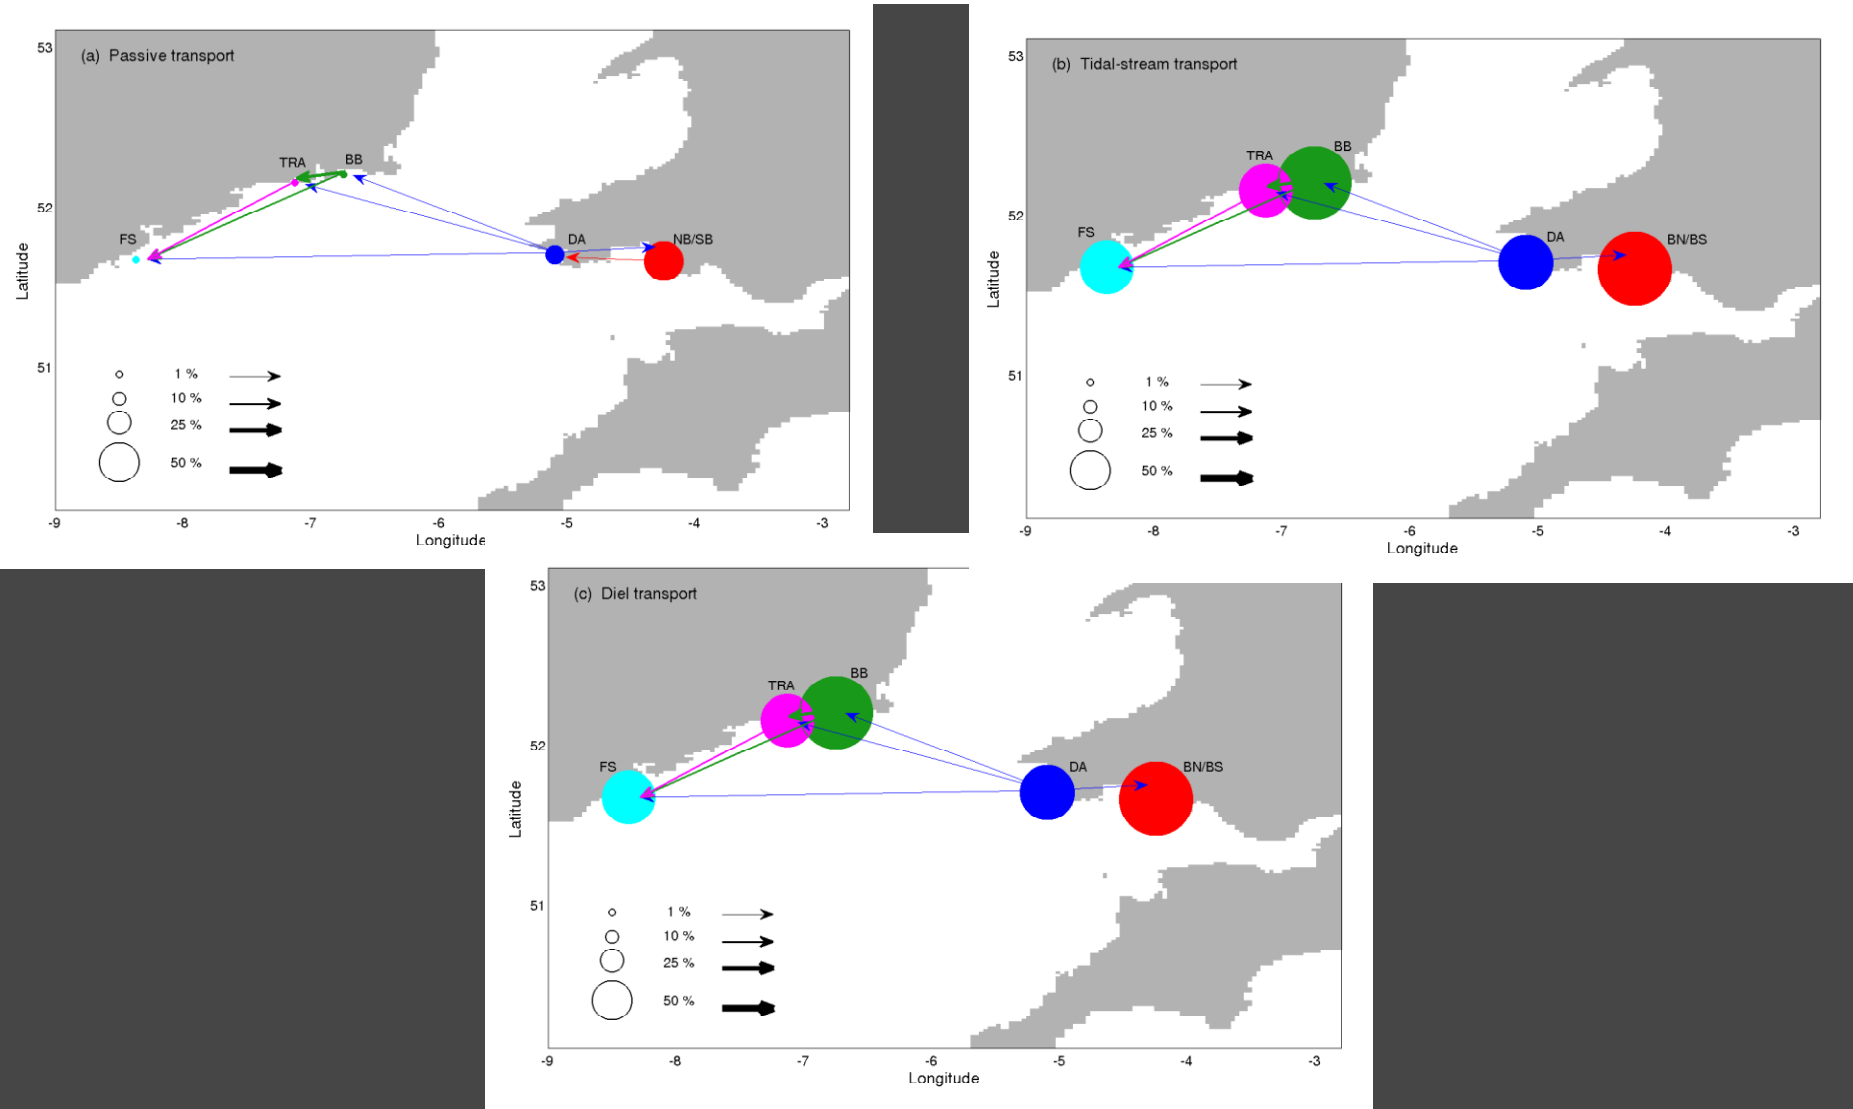 (a) Passive transport
53
52
51
Latitude
TRA
BB
FS
DA
NB/SB
1 %
10 %
25 %
50 %
-9 -8 -7 -6 -5 -4 -3
Longitude
(b) Tidal-stream transport
53
52
51
Latitude
TRA
BB
FS
DA
BN/BS
1 %
10 %
25 %
50 %
-9 -8 -7 -6 -5 -4 -3
Longitude
(c) Diel transport
53
52
51
Latitude
TRA
BB
FS
DA
BN/BS
1 %
10 %
25 %
50 %
-9 -8 -7 -6 -5 -4 -3
Longitude